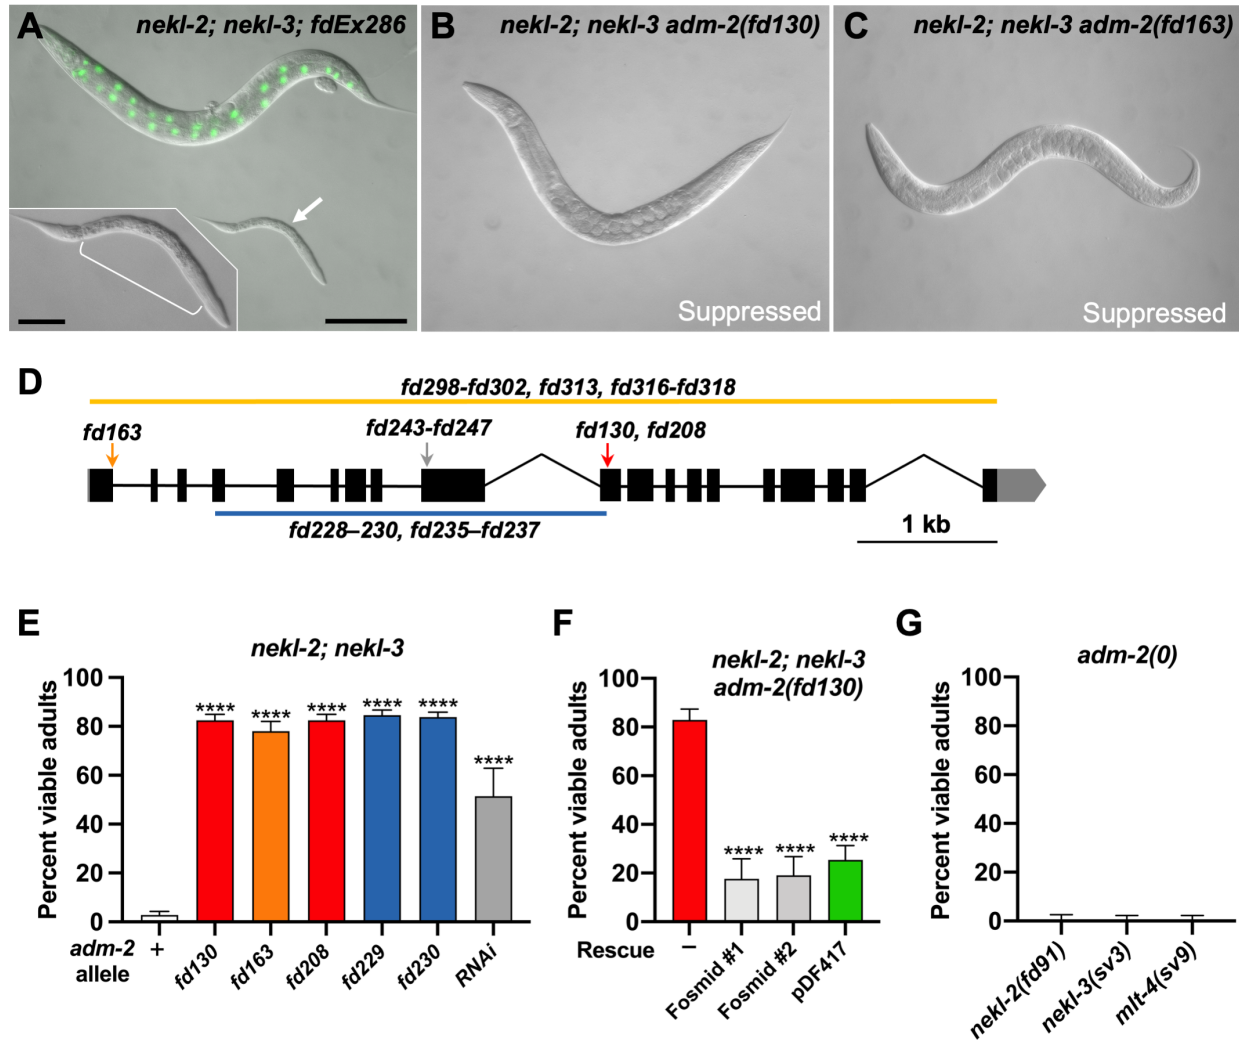 A nekl-2; nekl-3; fdEx286
B nekl-2; nekl-3 adm-2(fd130)
Suppressed
C nekl-2; nekl-3 adm-2(fd163)
Suppressed
D
fd298-fd302, fd313, fd316-fd318
fd163
fd243-fd247
fd130, fd208
fd228–230, fd235–fd237
1 kb
E
nekl-2; nekl-3
Percent viable adults
100
80
60
40
20
0
****
****
****
****
****
****
adm-2
allele
+
fd130
fd163
fd208
fd229
fd230
RNAi
F
nekl-2; nekl-3
adm-2(fd130)
Percent viable adults
100
80
60
40
20
0
****
****
****
Rescue
–
Fosmid #1
Fosmid #2
pDF417
G
adm-2(0)
Percent viable adults
100
80
60
40
20
0
nekl-2(fd91)
nekl-3(sv3)
mlt-4(sv9)